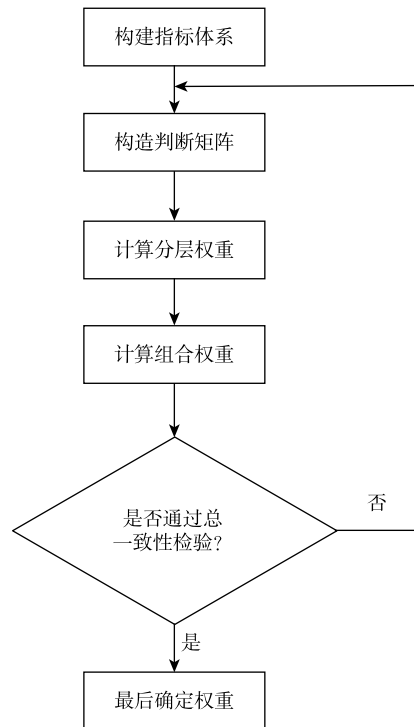 构建指标体系
构造判断矩阵
计算分层权重
计算组合权重
是否通过总
一致性检验?
否
是
最后确定权重